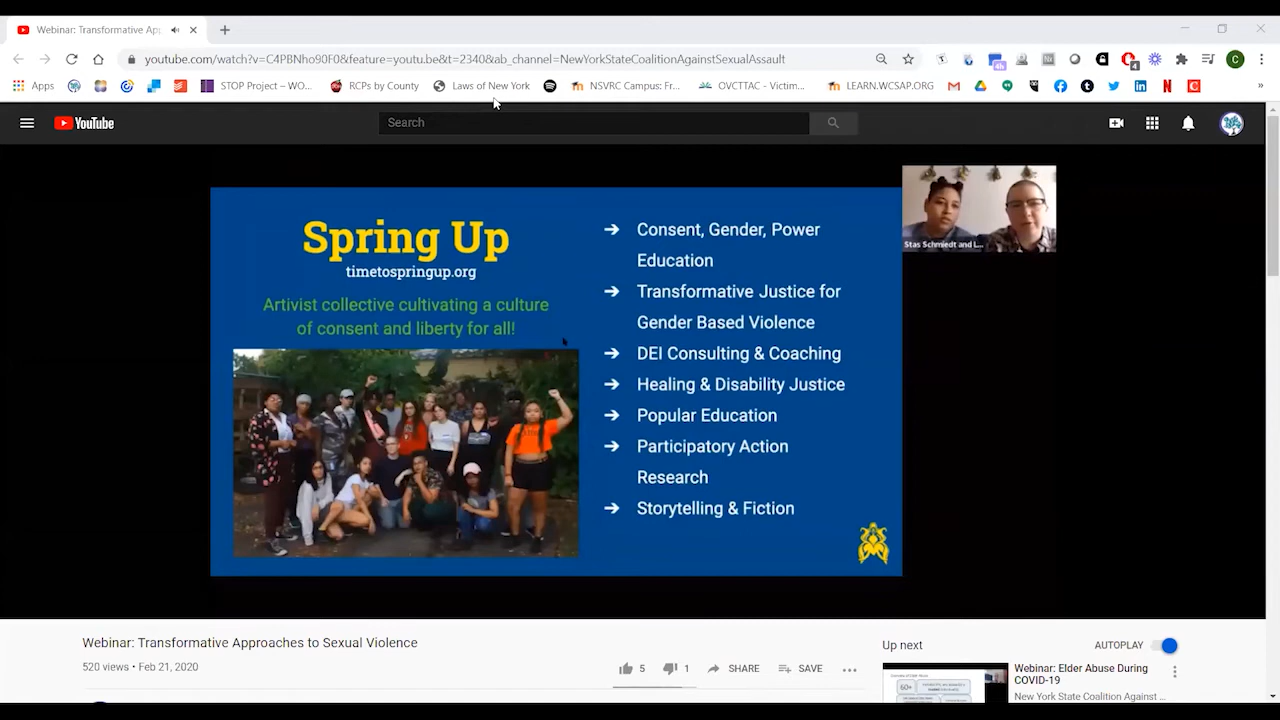 Webinar: Transformative Ap
youtube.com/watch?v=C4PBNlho90F0&feature=youtube&t=2340&ab_channel=NewYorkStateCoalitionAgainstSexualAssault
Apps
STOP Project – WO...
RCPs by County
Laws of New York
NSVRC Campus: Fr...
OVCTTAC - Victim...
LEARN.WCSAP.ORG
»
4h
4
C
YouTube
Search
Spring Up
timetospringup.org
Artivist collective cultivating a culture
of consent and liberty for all!
→ Consent, Gender, Power
Education
→ Transformative Justice for
Gender Based Violence
→ DEI Consulting & Coaching
→ Healing & Disability Justice
→ Popular Education
→ Participatory Action
Research
→ Storytelling & Fiction
Stas Schmiedt and L...
Webinar: Transformative Approaches to Sexual Violence
520 views • Feb 21, 2020
5
1
SHARE
SAVE
Up next
AUTOPLAY
60+
Webinar: Elder Abuse During
COVID-19
New York State Coalition Against ...